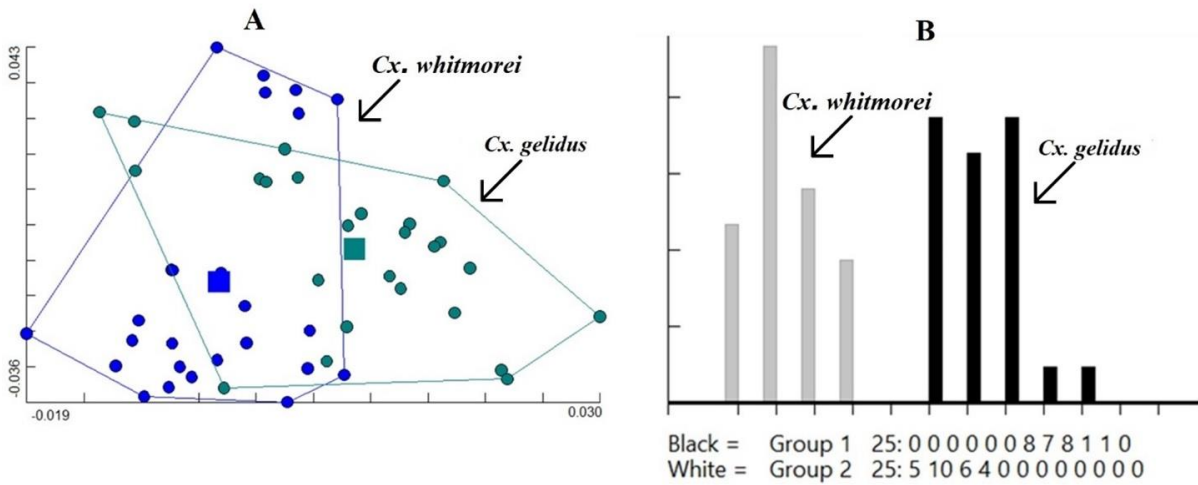 A
0.043
-0.036
-0.019
0.030
Cx. whitmorei
Cx. gelidus
B
Cx. whitmorei
Cx. gelidus
Black = Group 1 25: 0 0 0 0 0 0 8 7 8 1 1 0
White = Group 2 25: 5 10 6 4 0 0 0 0 0 0 0 0